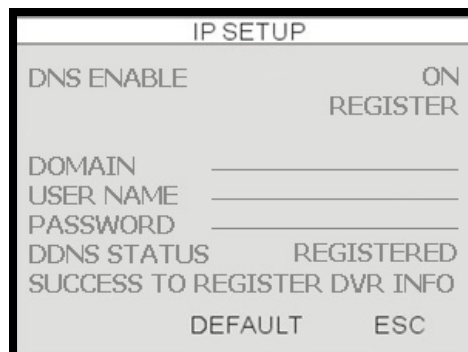 IP SETUP
DNS ENABLE ON
REGISTER
DOMAIN
USER NAME
PASSWORD
DDNS STATUS REGISTERED
SUCCESS TO REGISTER DVR INFO
DEFAULT ESC